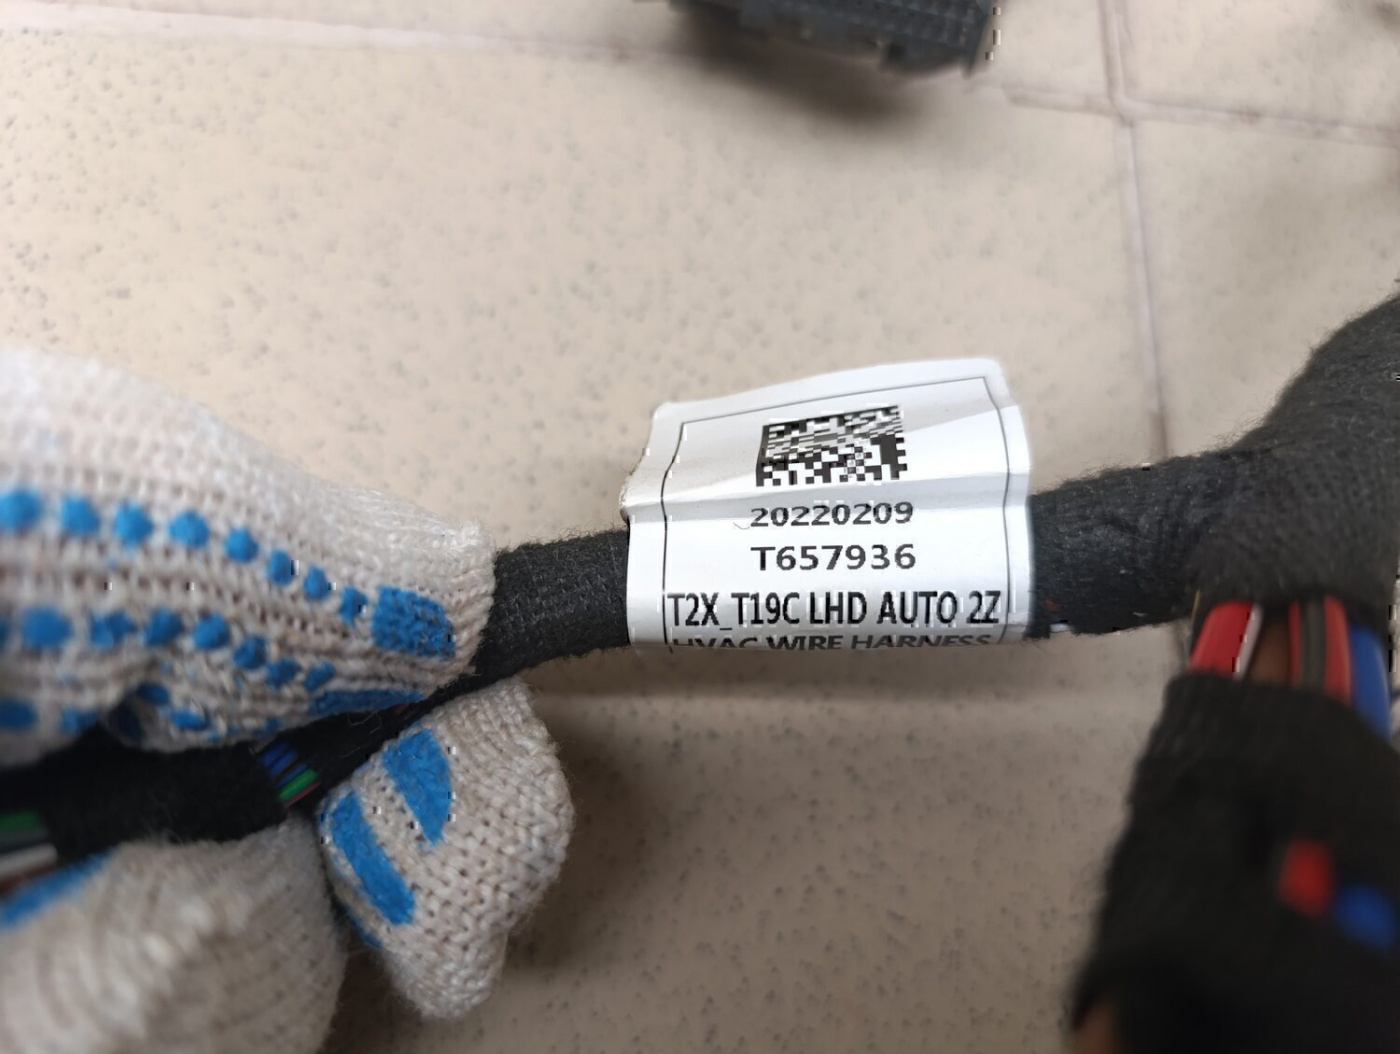 20220209
T657936
T2X_T19C LHD AUTO 2Z
HVAC WIRE HARNESS